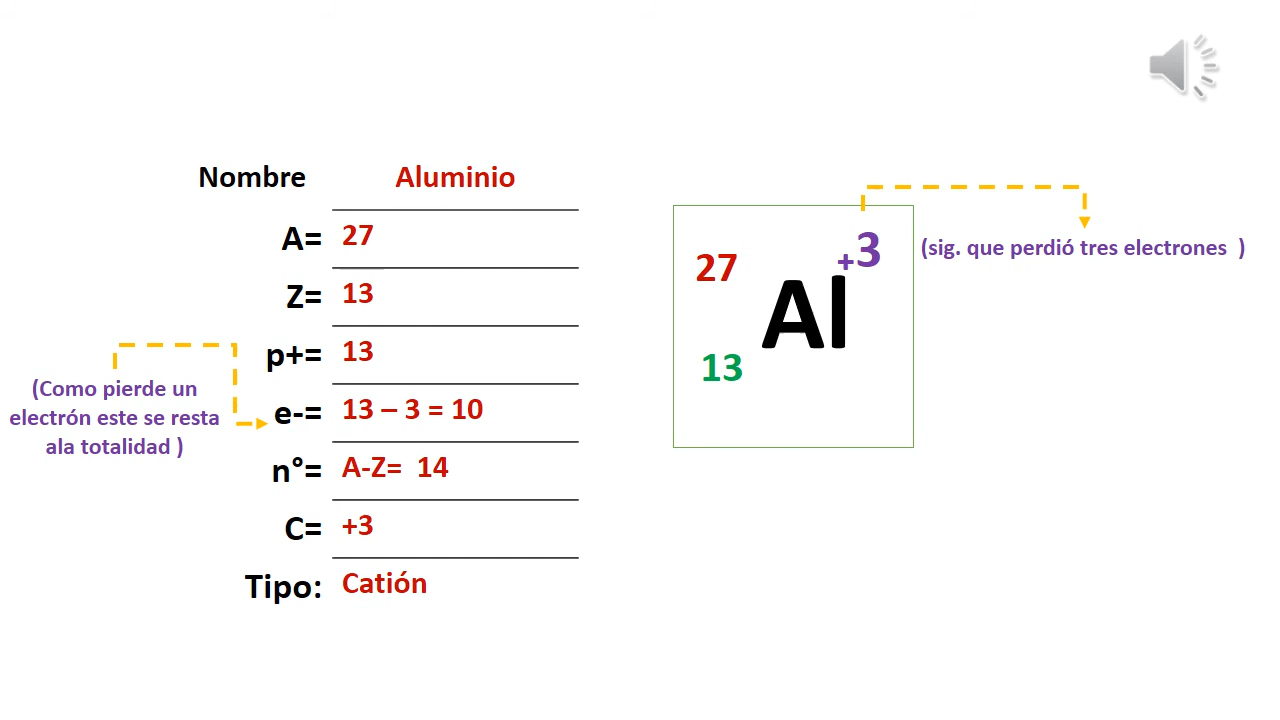 Nombre Aluminio
A= 27
Z= 13
p+= 13
(Como pierde un
electrón este se resta
ala totalidad )
e-= 13 – 3 = 10
n°= A-Z= 14
C= +3
Tipo: Catión
+3
27
Al
13
(sig. que perdió tres electrones )